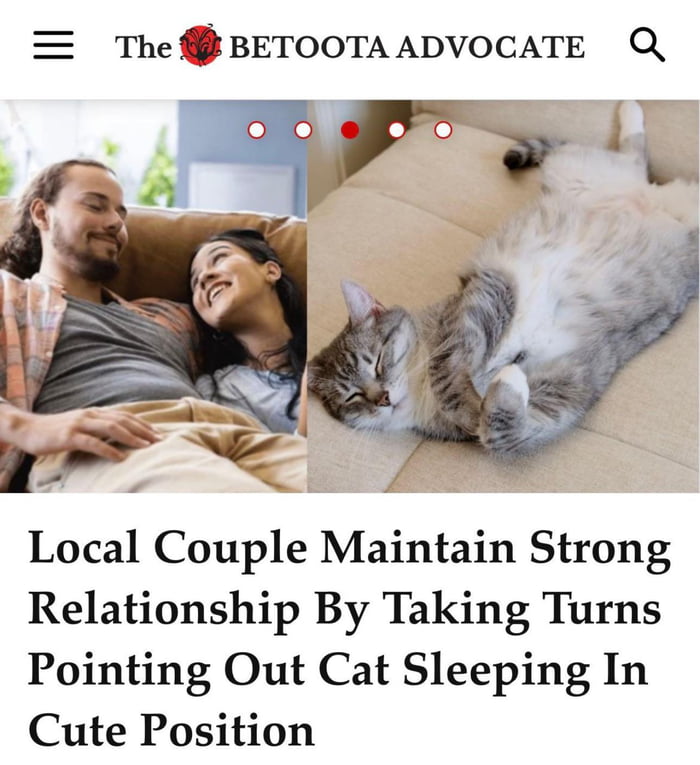 The BETOOTA ADVOCATE
Local Couple Maintain Strong
Relationship By Taking Turns
Pointing Out Cat Sleeping In
Cute Position